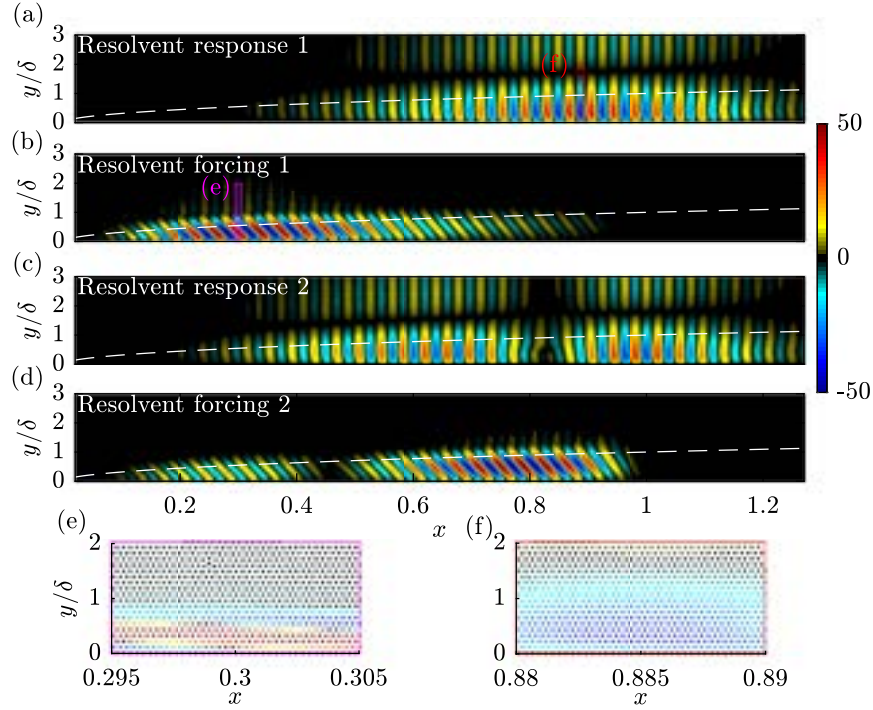 (a)
3
2
1
0
y/δ
Resolvent response 1
(f)
(b)
3
2
1
0
y/δ
Resolvent forcing 1
(e)
50
0
-50
(c)
3
2
1
0
y/δ
Resolvent response 2
(d)
3
2
1
0
y/δ
Resolvent forcing 2
0.2 0.4 0.6 0.8 1 1.2
x
(e)
2
1
0
y/δ
0.295 0.3 0.305
x
(f)
2
1
0
0.88 0.885 0.89
x